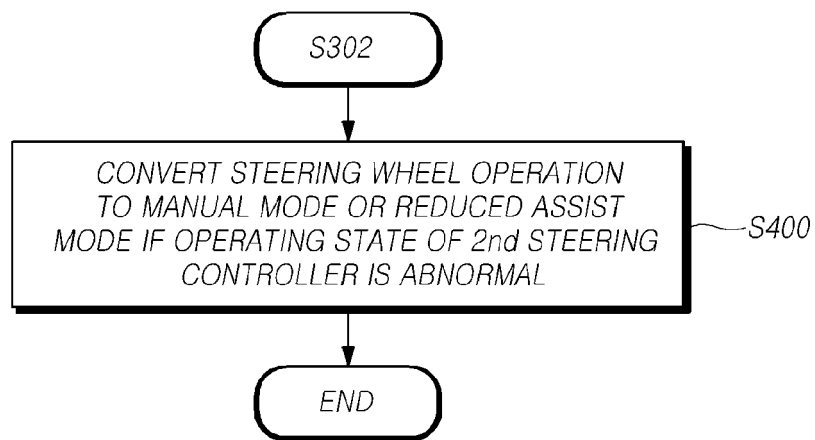 S302
CONVERT STEERING WHEEL OPERATION
TO MANUAL MODE OR REDUCED ASSIST
MODE IF OPERATING STATE OF 2nd STEERING
CONTROLLER IS ABNORMAL
S400
END